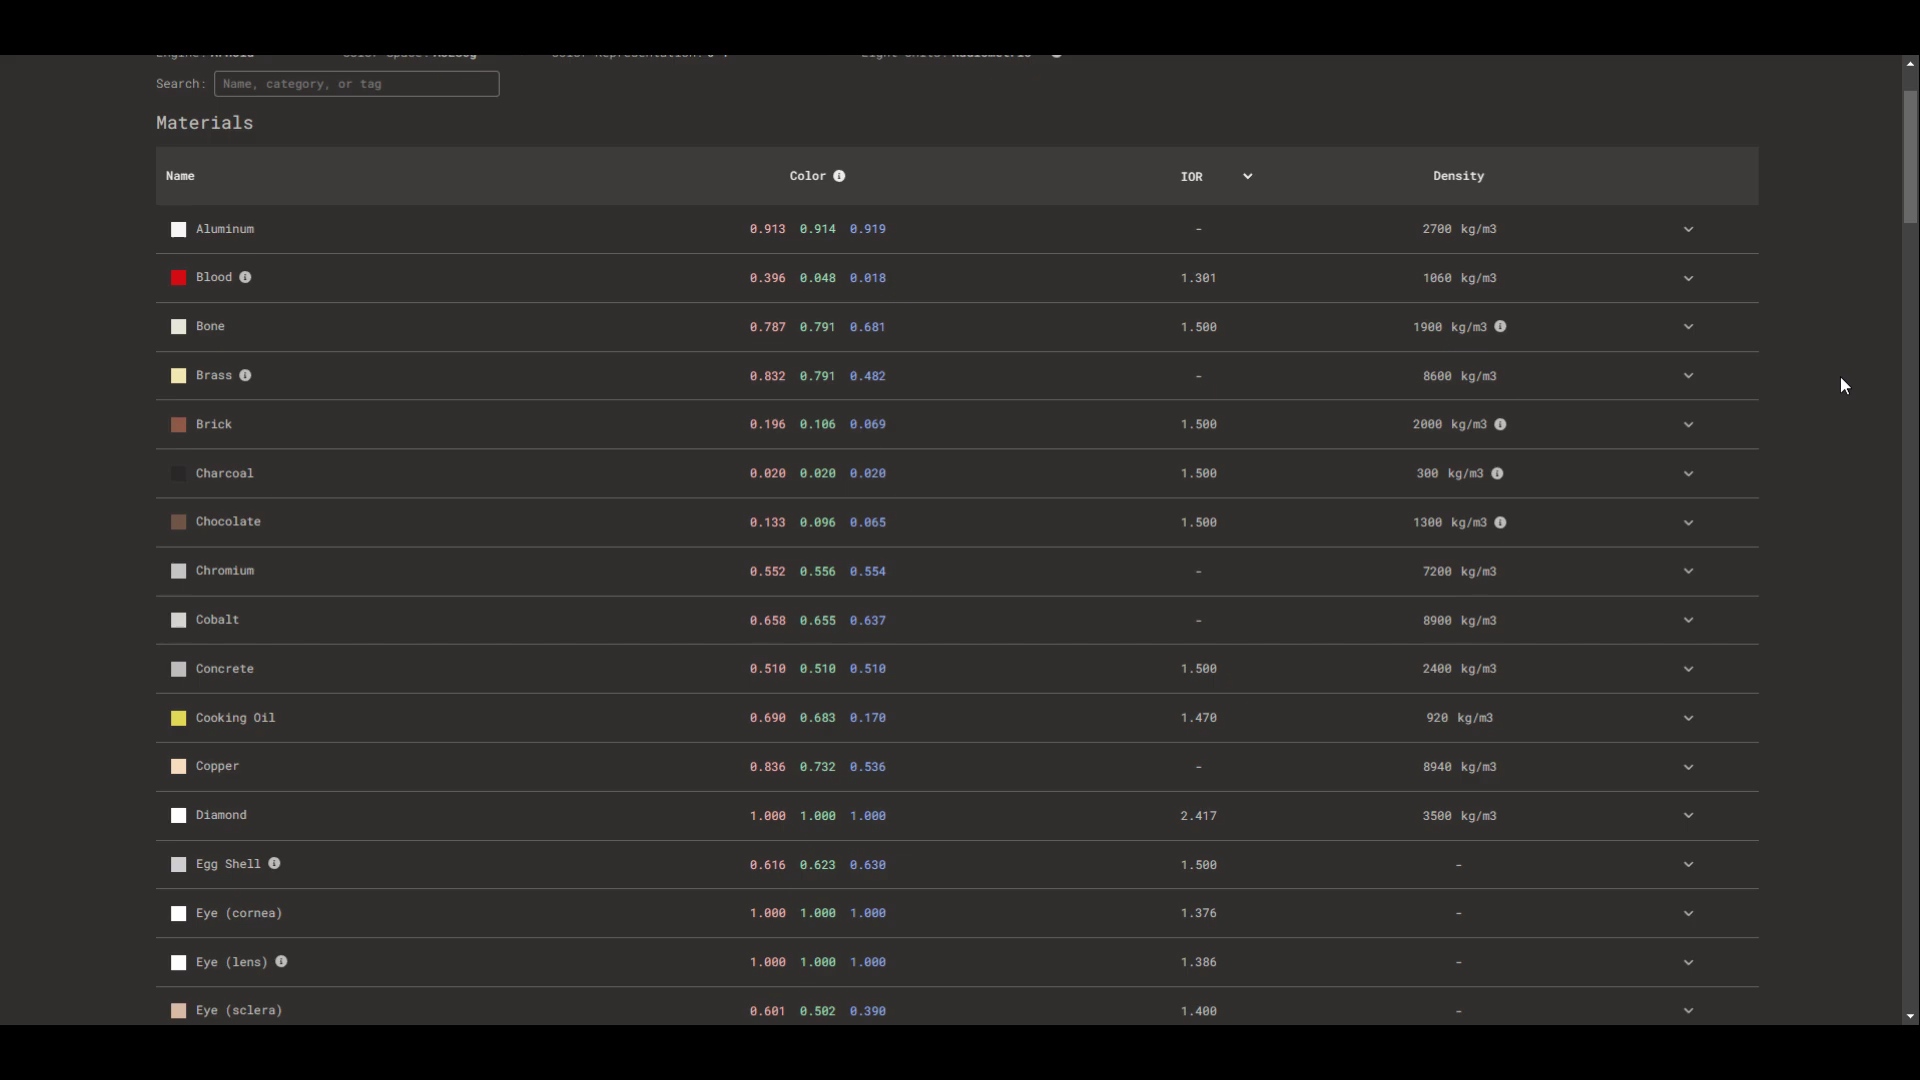 Search: Name, category, or tag
Materials
Name Color IOR Density
Aluminum 0.913 0.914 0.919 - 2700 kg/m3
Blood 0.396 0.048 0.018 1.301 1060 kg/m3
Bone 0.787 0.791 0.681 1.500 1900 kg/m3
Brass 0.832 0.791 0.482 - 8600 kg/m3
Brick 0.196 0.106 0.069 1.500 2000 kg/m3
Charcoal 0.020 0.020 0.020 1.500 300 kg/m3
Chocolate 0.133 0.096 0.065 1.500 1300 kg/m3
Chromium 0.552 0.556 0.554 - 7200 kg/m3
Cobalt 0.658 0.655 0.637 - 8900 kg/m3
Concrete 0.510 0.510 0.510 1.500 2400 kg/m3
Cooking Oil 0.690 0.683 0.170 1.470 920 kg/m3
Copper 0.836 0.732 0.536 - 8940 kg/m3
Diamond 1.000 1.000 1.000 2.417 3500 kg/m3
Egg Shell 0.616 0.623 0.630 1.500 -
Eye (cornea) 1.000 1.000 1.000 1.376 -
Eye (lens) 1.000 1.000 1.000 1.386 -
Eye (sclera) 0.601 0.502 0.390 1.400 -